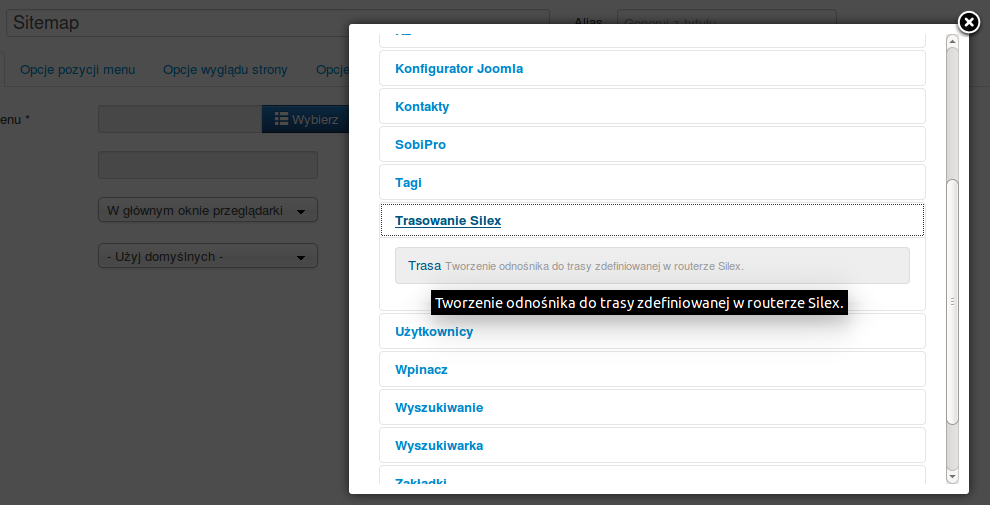 Sitemap
Alias
Opcje pozycji menu
Opcje wyglądu strony
Opcje
enu *
Wybierz
W głównym oknie przeglądarki
- Użyj domyślnych -
Konfigurator Joomla
Kontakty
SobiPro
Tagi
Trasowanie Silex
Trasa Tworzenie odnośnika do trasy zdefiniowanej w routerze Silex.
Tworzenie odnośnika do trasy zdefiniowanej w routerze Silex.
Użytkownicy
Wpinacz
Wyszukiwanie
Wyszukiwarka
Zakładki